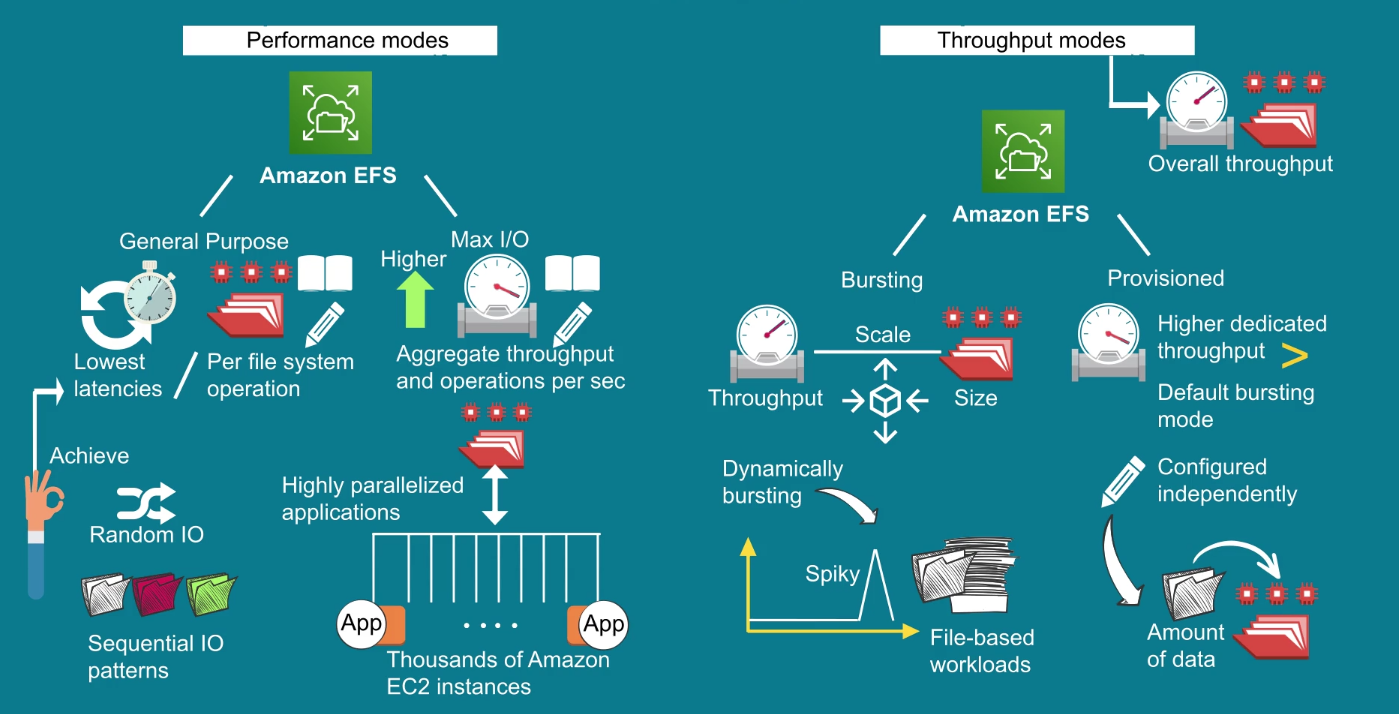 Performance modes
Amazon EFS
General Purpose
Lowest
latencies
Per file system
operation
Achieve
Random IO
Sequential IO
patterns
Max I/O
Higher
Aggregate throughput
and operations per sec
Highly parallelized
applications
App
App
Thousands of Amazon
EC2 instances
Throughput modes
Overall throughput
Amazon EFS
Bursting
Scale
Throughput
Size
Dynamically
bursting
Spiky
File-based
workloads
Provisioned
Higher dedicated
throughput >
Default bursting
mode
Configured
independently
Amount
of data